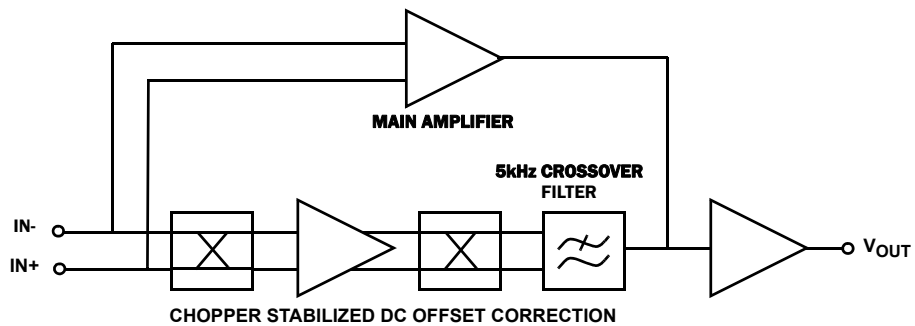 MAIN AMPLIFIER
5kHz CROSSOVER
FILTER
IN-
IN+
VOUT
CHOPPER STABILIZED DC OFFSET CORRECTION